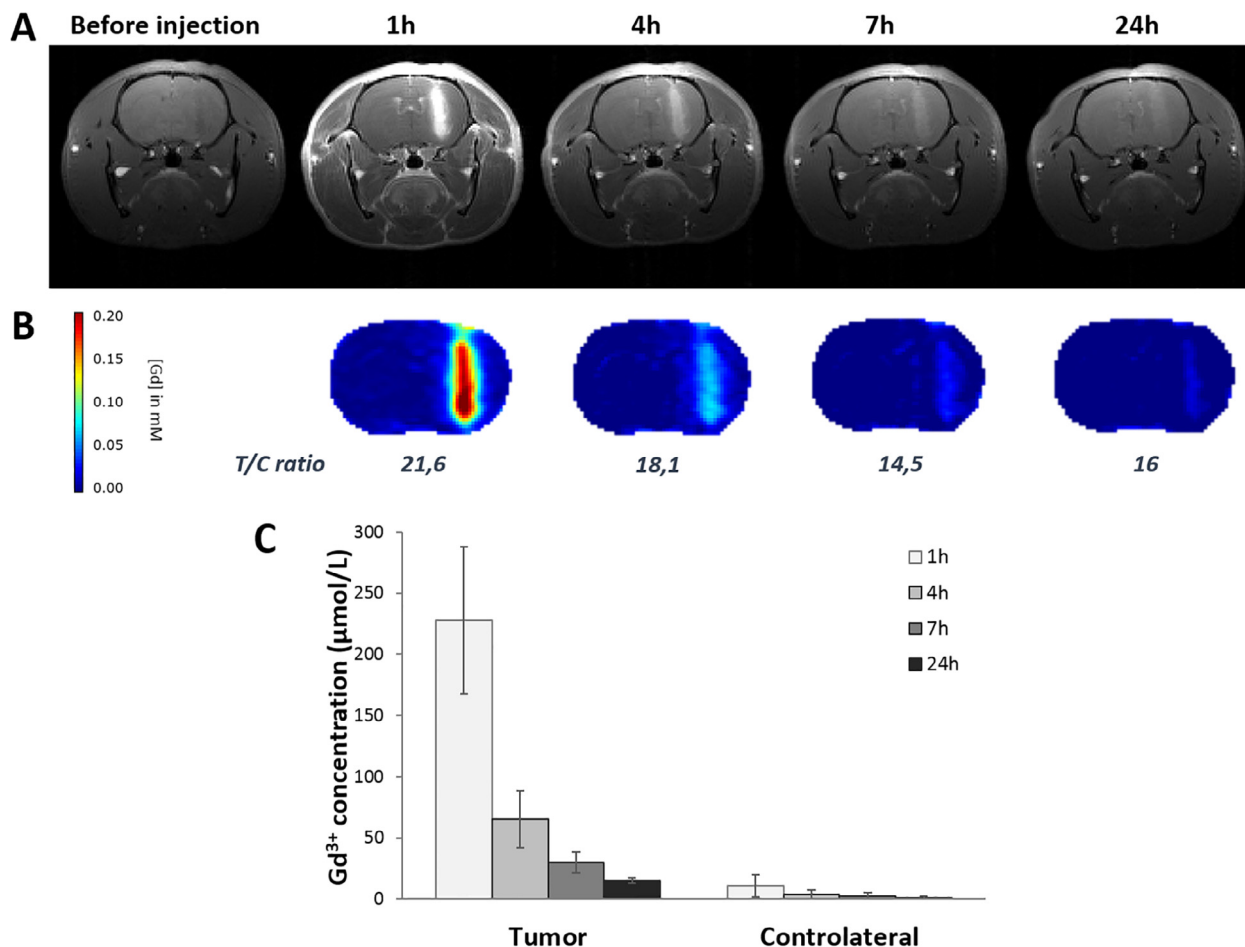 A
Before injection 1h 4h 7h 24h
B
0.20
0.15
0.10
0.05
0.00
[Gd] in mM
T/C ratio 21,6 18,1 14,5 16
C
Gd³⁺ concentration (µmol/L)
300
250
200
150
100
50
0
1h
4h
7h
24h
Tumor Controlateral